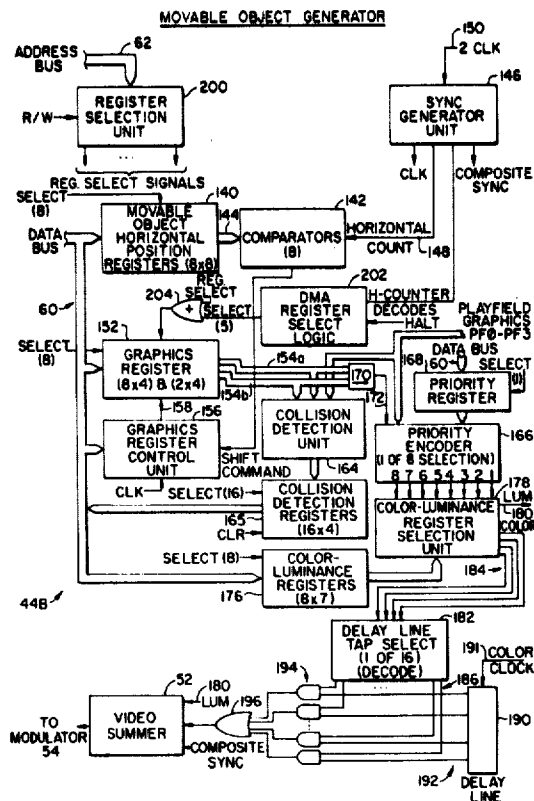 MOVABLE OBJECT GENERATOR
62
ADDRESS
BUS
200
R/W
REGISTER
SELECTION
UNIT
...
REG. SELECT SIGNALS
150
2 CLK
146
SYNC
GENERATOR
UNIT
CLK
COMPOSITE
SYNC
SELECT
(8)
140
DATA
BUS
MOVABLE
OBJECT
HORIZONTAL
POSITION
REGISTERS (8x8)
144
142
COMPARATORS
(8)
HORIZONTAL
COUNT
148
60
REG.
SELECT
204
+
SELECT
(5)
202
DMA REGISTER
SELECT
LOGIC
H-COUNTER
DECODES
HALT
PLAYFIELD
GRAPHICS
PF0-PF3
152
SELECT
(8)
GRAPHICS
REGISTER
(8x4) & (2x4)
154a
154b
170
172
168
160
DATA BUS
SELECT
(1)
PRIORITY
REGISTER
158
156
GRAPHICS
REGISTER
CONTROL
UNIT
CLK
SHIFT
COMMAND
COLLISION
DETECTION
UNIT
164
PRIORITY
ENCODER
(1 OF 8 SELECTION)
8 7 6 5 4 3 2 1
166
SELECT (16)
165
CLR
COLLISION
DETECTION
REGISTERS
(16x4)
178
LUM
180
COLOR
COLOR-LUMINANCE
REGISTER
SELECTION
UNIT
184
SELECT (8)
176
COLOR-
LUMINANCE
REGISTERS
(8x7)
44B
182
DELAY LINE
TAP SELECT
(1 OF 16)
(DECODE)
...
186
191
COLOR
CLOCK
190
194
52
180
LUM
196
VIDEO
SUMMER
TO
MODULATOR
54
COMPOSITE
SYNC
192
DELAY
LINE